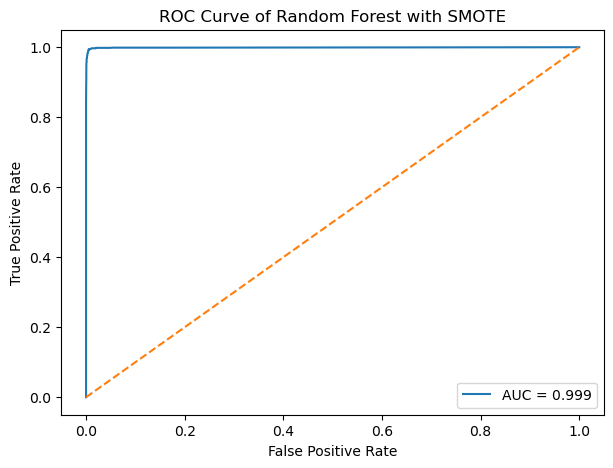 ROC Curve of Random Forest with SMOTE
True Positive Rate
1.0
0.8
0.6
0.4
0.2
0.0
AUC = 0.999
0.0 0.2 0.4 0.6 0.8 1.0
False Positive Rate